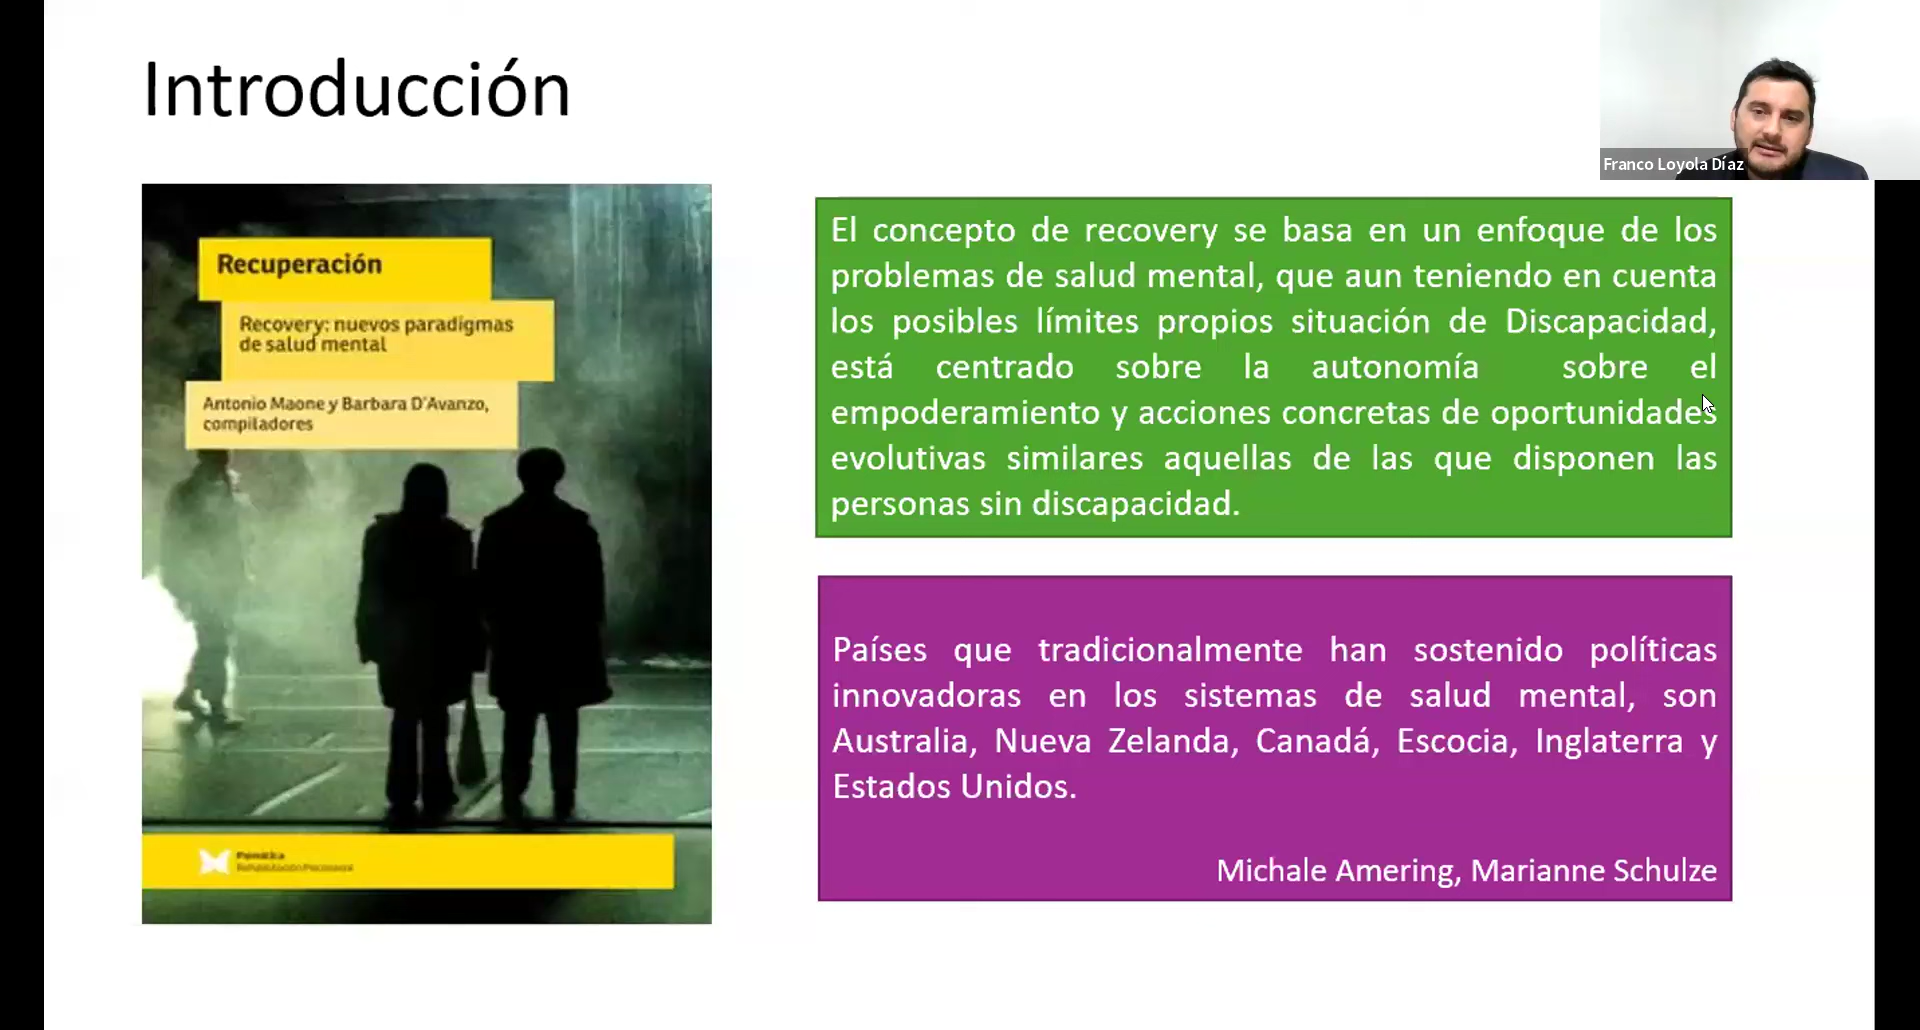 Introducción
Franco Loyola Díaz
Recuperación
Recovery: nuevos paradigmas
de salud mental
Antonio Maone y Barbara D'Avanzo,
compiladores
El concepto de recovery se basa en un enfoque de los
problemas de salud mental, que aun teniendo en cuenta
los posibles límites propios situación de Discapacidad,
está centrado sobre la autonomía sobre el
empoderamiento y acciones concretas de oportunidades
evolutivas similares aquellas de las que disponen las
personas sin discapacidad.
Países que tradicionalmente han sostenido políticas
innovadoras en los sistemas de salud mental, son
Australia, Nueva Zelanda, Canadá, Escocia, Inglaterra y
Estados Unidos.
Michale Amering, Marianne Schulze